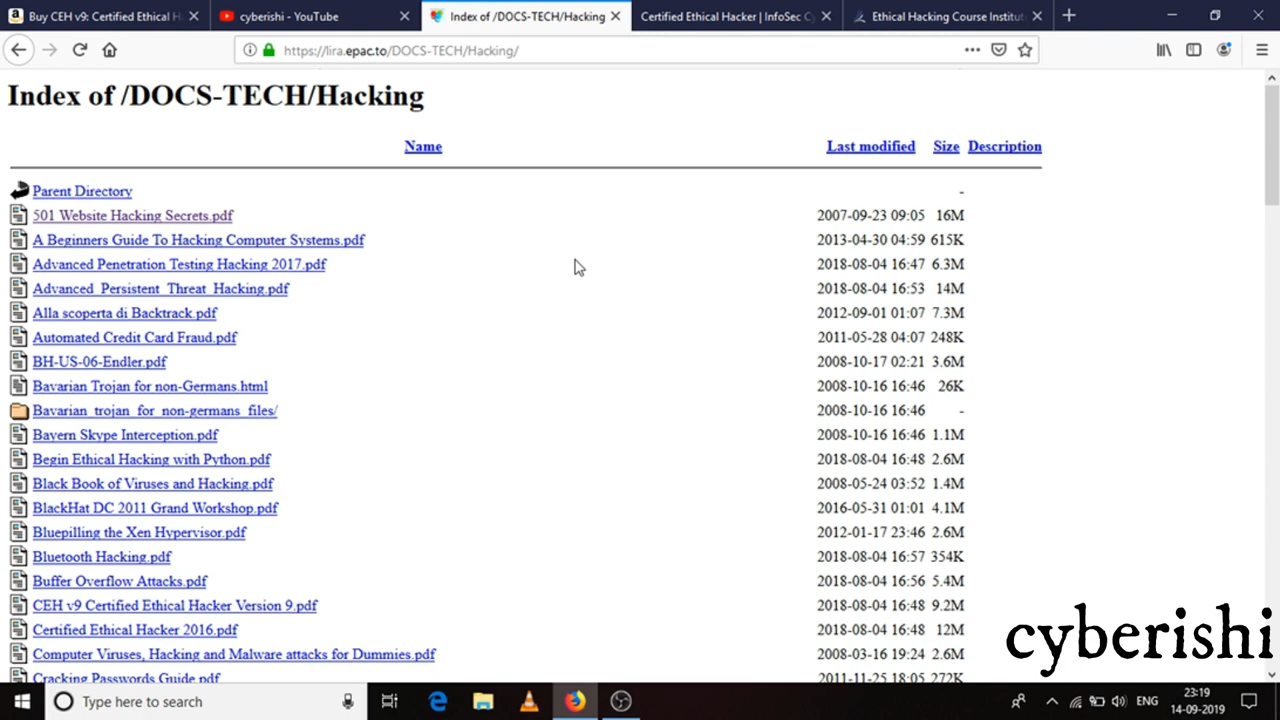 Buy CEH v9: Certified Ethical H
cyberishi - YouTube
Index of /DOCS-TECH/Hacking
Certified Ethical Hacker | InfoSec Cy
Ethical Hacking Course Institut
https://lira.epac.to/DOCS-TECH/Hacking/
Index of /DOCS-TECH/Hacking
Name Last modified Size Description
Parent Directory -
501 Website Hacking Secrets.pdf 2007-09-23 09:05 16M
A Beginners Guide To Hacking Computer Systems.pdf 2013-04-30 04:59 615K
Advanced Penetration Testing Hacking 2017.pdf 2018-08-04 16:47 6.3M
Advanced_Persistent_Threat_Hacking.pdf 2018-08-04 16:53 14M
Alla scoperta di Backtrack.pdf 2012-09-01 01:07 7.3M
Automated Credit Card Fraud.pdf 2011-05-28 04:07 248K
BH-US-06-Endler.pdf 2008-10-17 02:21 3.6M
Bavarian Trojan for non-Germans.html 2008-10-16 16:46 26K
Bavarian_trojan_for_non-germans_files/ 2008-10-16 16:46 -
Bayern Skype Interception.pdf 2008-10-16 16:46 1.1M
Begin Ethical Hacking with Python.pdf 2018-08-04 16:48 2.6M
Black Book of Viruses and Hacking.pdf 2008-05-24 03:52 1.4M
BlackHat DC 2011 Grand Workshop.pdf 2016-05-31 01:01 4.1M
Bluepilling the Xen Hypervisor.pdf 2012-01-17 23:46 2.6M
Bluetooth Hacking.pdf 2018-08-04 16:57 354K
Buffer Overflow Attacks.pdf 2018-08-04 16:56 5.4M
CEH v9 Certified Ethical Hacker Version 9.pdf 2018-08-04 16:48 9.2M
Certified Ethical Hacker 2016.pdf 2018-08-04 16:48 12M
Computer Viruses, Hacking and Malware attacks for Dummies.pdf 2008-03-16 19:24 2.6M
Cracking Passwords Guide.pdf 2011-11-25 18:05 272K
cyberishi
Type here to search
ENG
23:19
14-09-2019